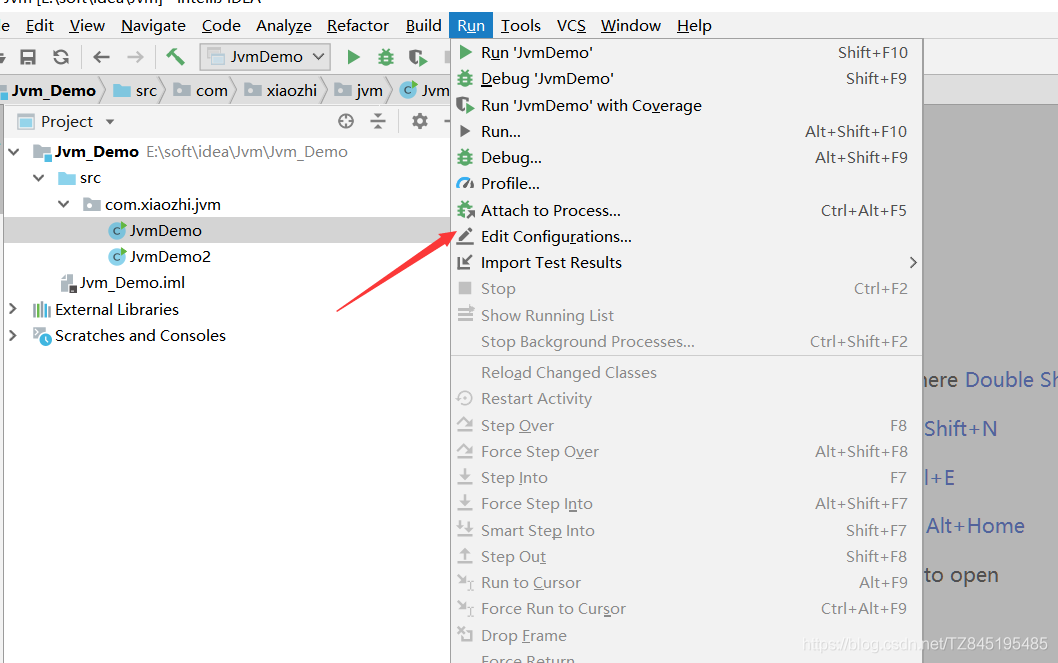 Edit View Navigate Code Analyze Refactor Build Run Tools VCS Window Help
JvmDemo
Jvm_Demo src com xiaozhi jvm Jvm
Project
Jvm_Demo E:\soft\idea\Jvm\Jvm_Demo
src
com.xiaozhi.jvm
JvmDemo
JvmDemo2
Jvm_Demo.iml
External Libraries
Scratches and Consoles
Run 'JvmDemo' Shift+F10
Debug 'JvmDemo' Shift+F9
Run 'JvmDemo' with Coverage
Run... Alt+Shift+F10
Debug... Alt+Shift+F9
Profile...
Attach to Process... Ctrl+Alt+F5
Edit Configurations...
Import Test Results
Stop Ctrl+F2
Show Running List
Stop Background Processes... Ctrl+Shift+F2
Reload Changed Classes
Restart Activity
Step Over F8
Force Step Over Alt+Shift+F8
Step Into F7
Force Step Into Alt+Shift+F7
Smart Step Into Shift+F7
Step Out Shift+F8
Run to Cursor Alt+F9
Force Run to Cursor Ctrl+Alt+F9
Drop Frame
Force Return
here Double Sh
Shift+N
l+E
Alt+Home
to open
https://blog.csdn.net/TZ845195485